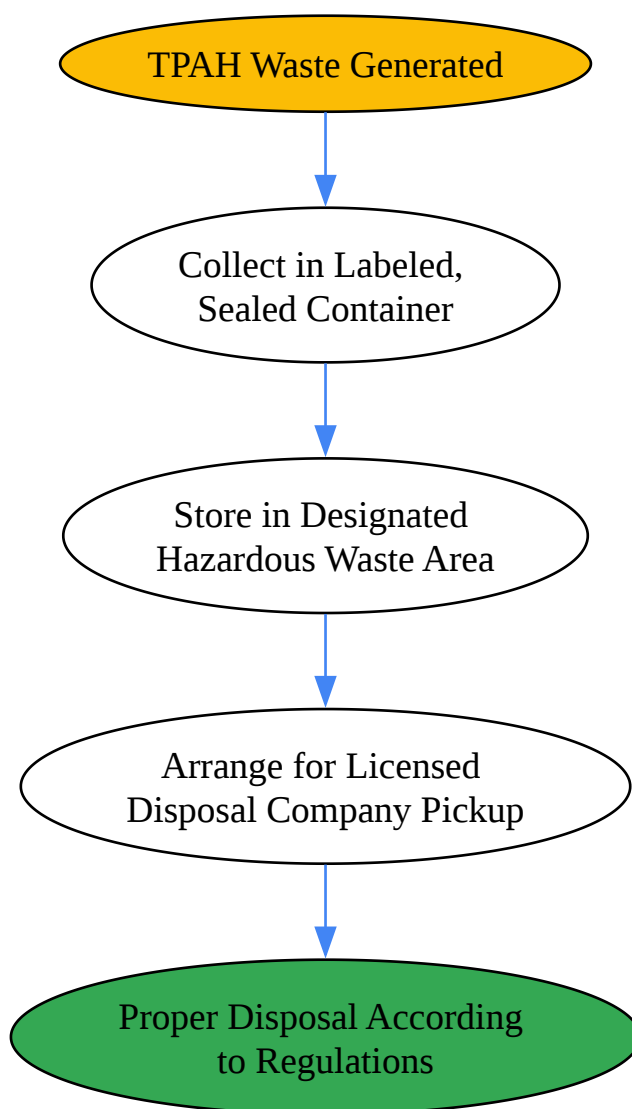 TPAH Waste Generated
Collect in Labeled,
Sealed Container
Store in Designated
Hazardous Waste Area
Arrange for Licensed
Disposal Company Pickup
Proper Disposal According
to Regulations